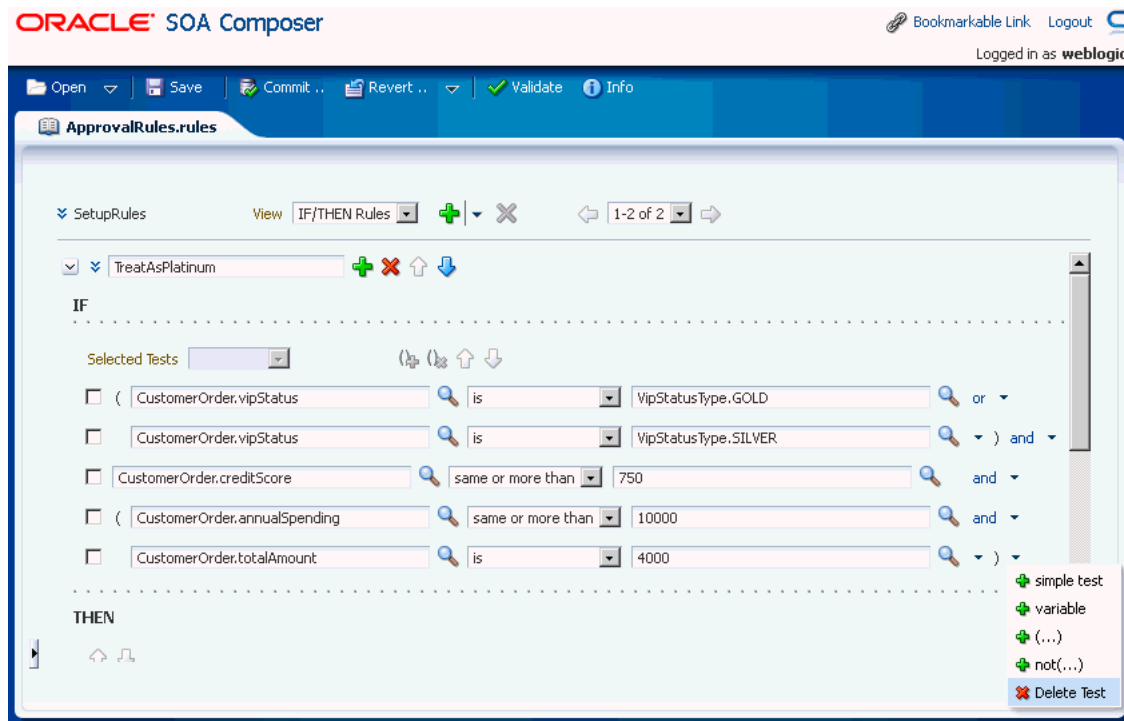 ORACLE SOA Composer
Bookmarkable Link Logout
Logged in as weblogic
Open Save Commit .. Revert .. Validate Info
ApprovalRules.rules
SetupRules View IF/THEN Rules 1-2 of 2
TreatAsPlatinum
IF
Selected Tests
( CustomerOrder.vipStatus is VipStatusType.GOLD or
CustomerOrder.vipStatus is VipStatusType.SILVER ) and
CustomerOrder.creditScore same or more than 750 and
( CustomerOrder.annualSpending same or more than 10000 and
CustomerOrder.totalAmount is 4000 )
simple test
variable
(...)
not(...)
Delete Test
THEN